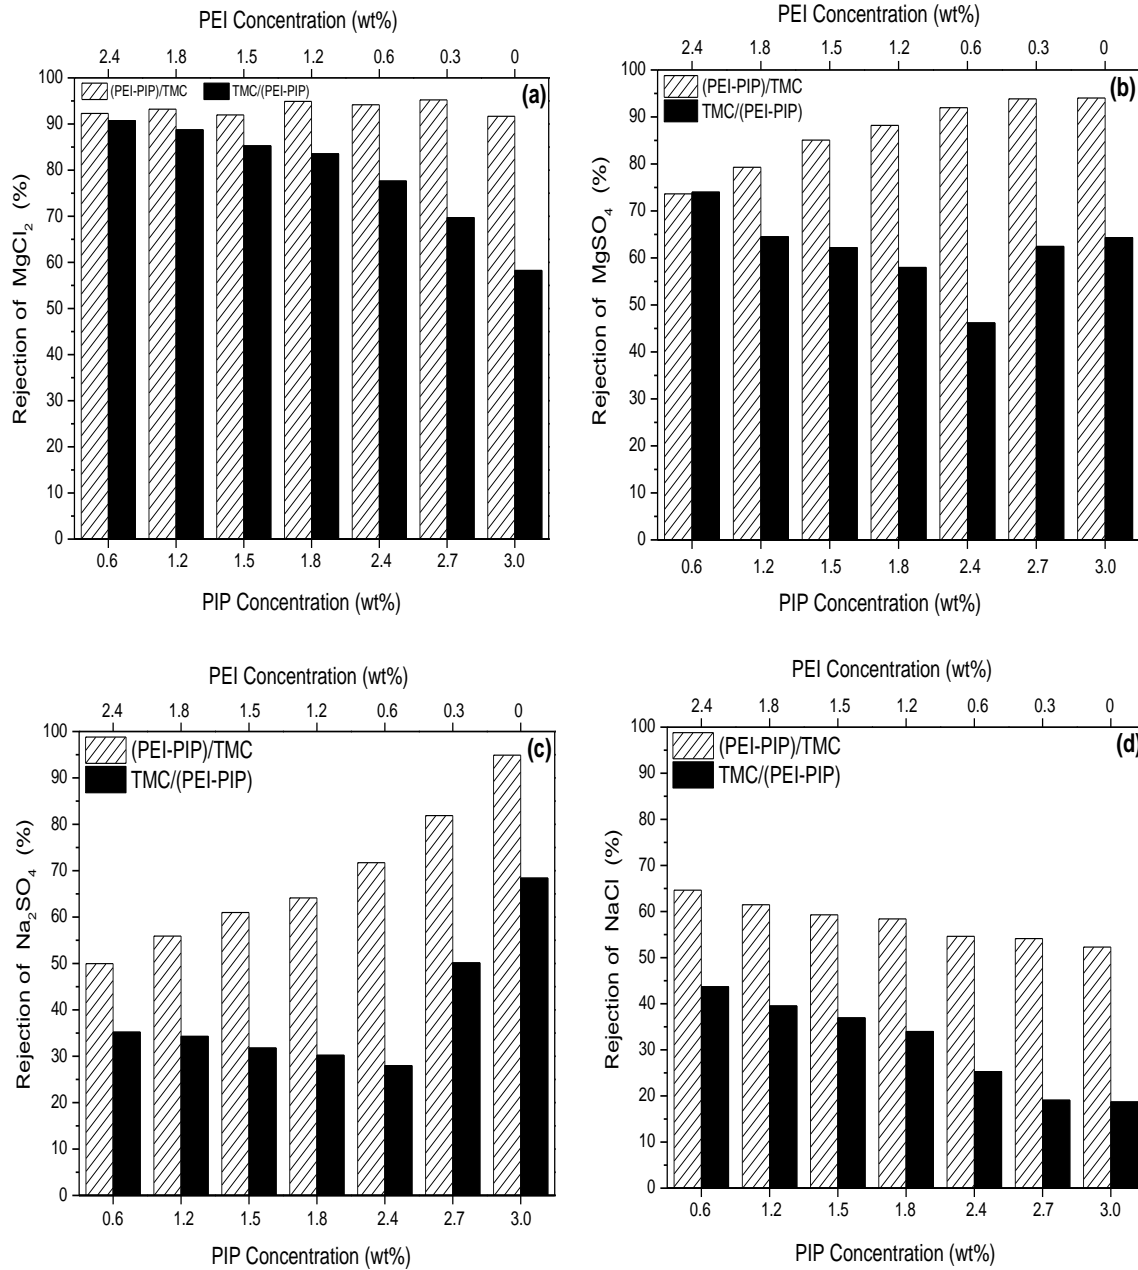 PEI Concentration (wt%)
2.4 1.8 1.5 1.2 0.6 0.3 0
(a)
(PEI-PIP)/TMC TMC/(PEI-PIP)
Rejection of MgCl₂ (%)
100
90
80
70
60
50
40
30
20
10
0
0.6 1.2 1.5 1.8 2.4 2.7 3.0
PIP Concentration (wt%)
PEI Concentration (wt%)
2.4 1.8 1.5 1.2 0.6 0.3 0
(b)
(PEI-PIP)/TMC
TMC/(PEI-PIP)
Rejection of MgSO₄ (%)
100
90
80
70
60
50
40
30
20
10
0
0.6 1.2 1.5 1.8 2.4 2.7 3.0
PIP Concentration (wt%)
PEI Concentration (wt%)
2.4 1.8 1.5 1.2 0.6 0.3 0
(c)
(PEI-PIP)/TMC
TMC/(PEI-PIP)
Rejection of Na₂SO₄ (%)
100
90
80
70
60
50
40
30
20
10
0
0.6 1.2 1.5 1.8 2.4 2.7 3.0
PIP Concentration (wt%)
PEI Concentration (wt%)
2.4 1.8 1.5 1.2 0.6 0.3 0
(d)
(PEI-PIP)/TMC
TMC/(PEI-PIP)
Rejection of NaCl (%)
100
90
80
70
60
50
40
30
20
10
0
0.6 1.2 1.5 1.8 2.4 2.7 3.0
PIP Concentration (wt%)